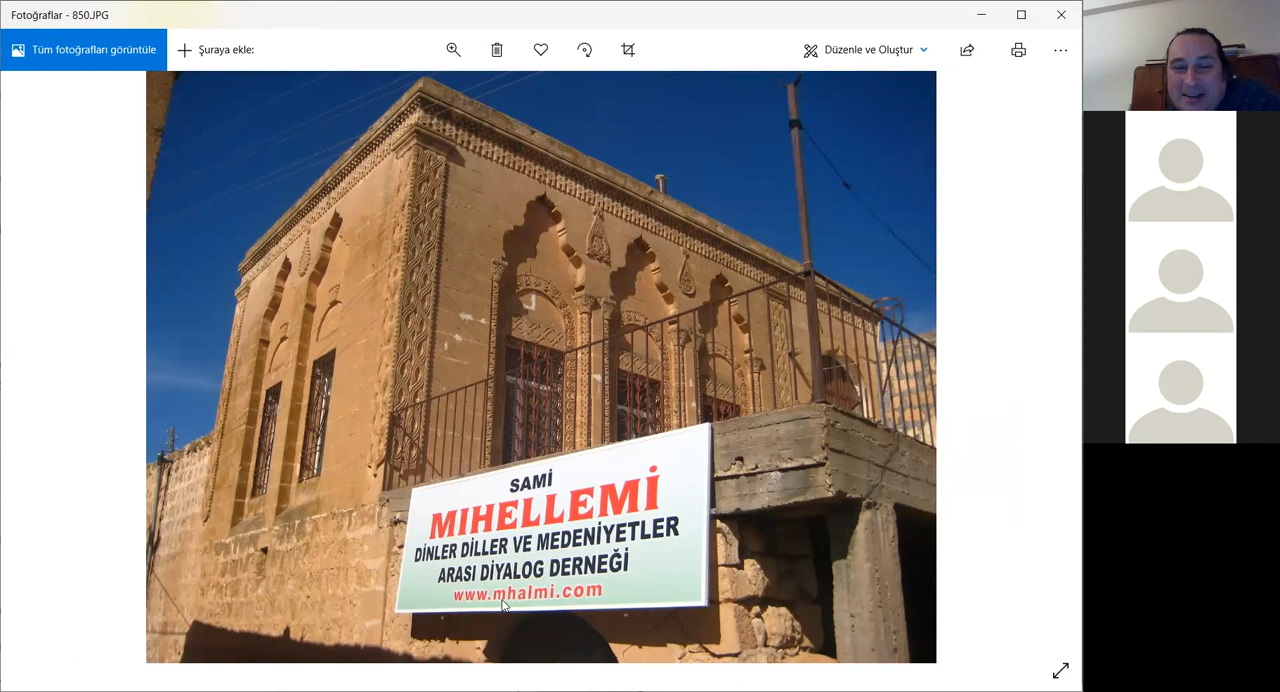 Fotoğraflar - 850.JPG
Tüm fotoğrafları görüntüle
Şuraya ekle:
Düzenle ve Oluştur
SAMİ
MIHELLEMİ
DİNLER DİLLER VE MEDENİYETLER
ARASI DİYALOG DERNEĞİ
www.mhalmi.com